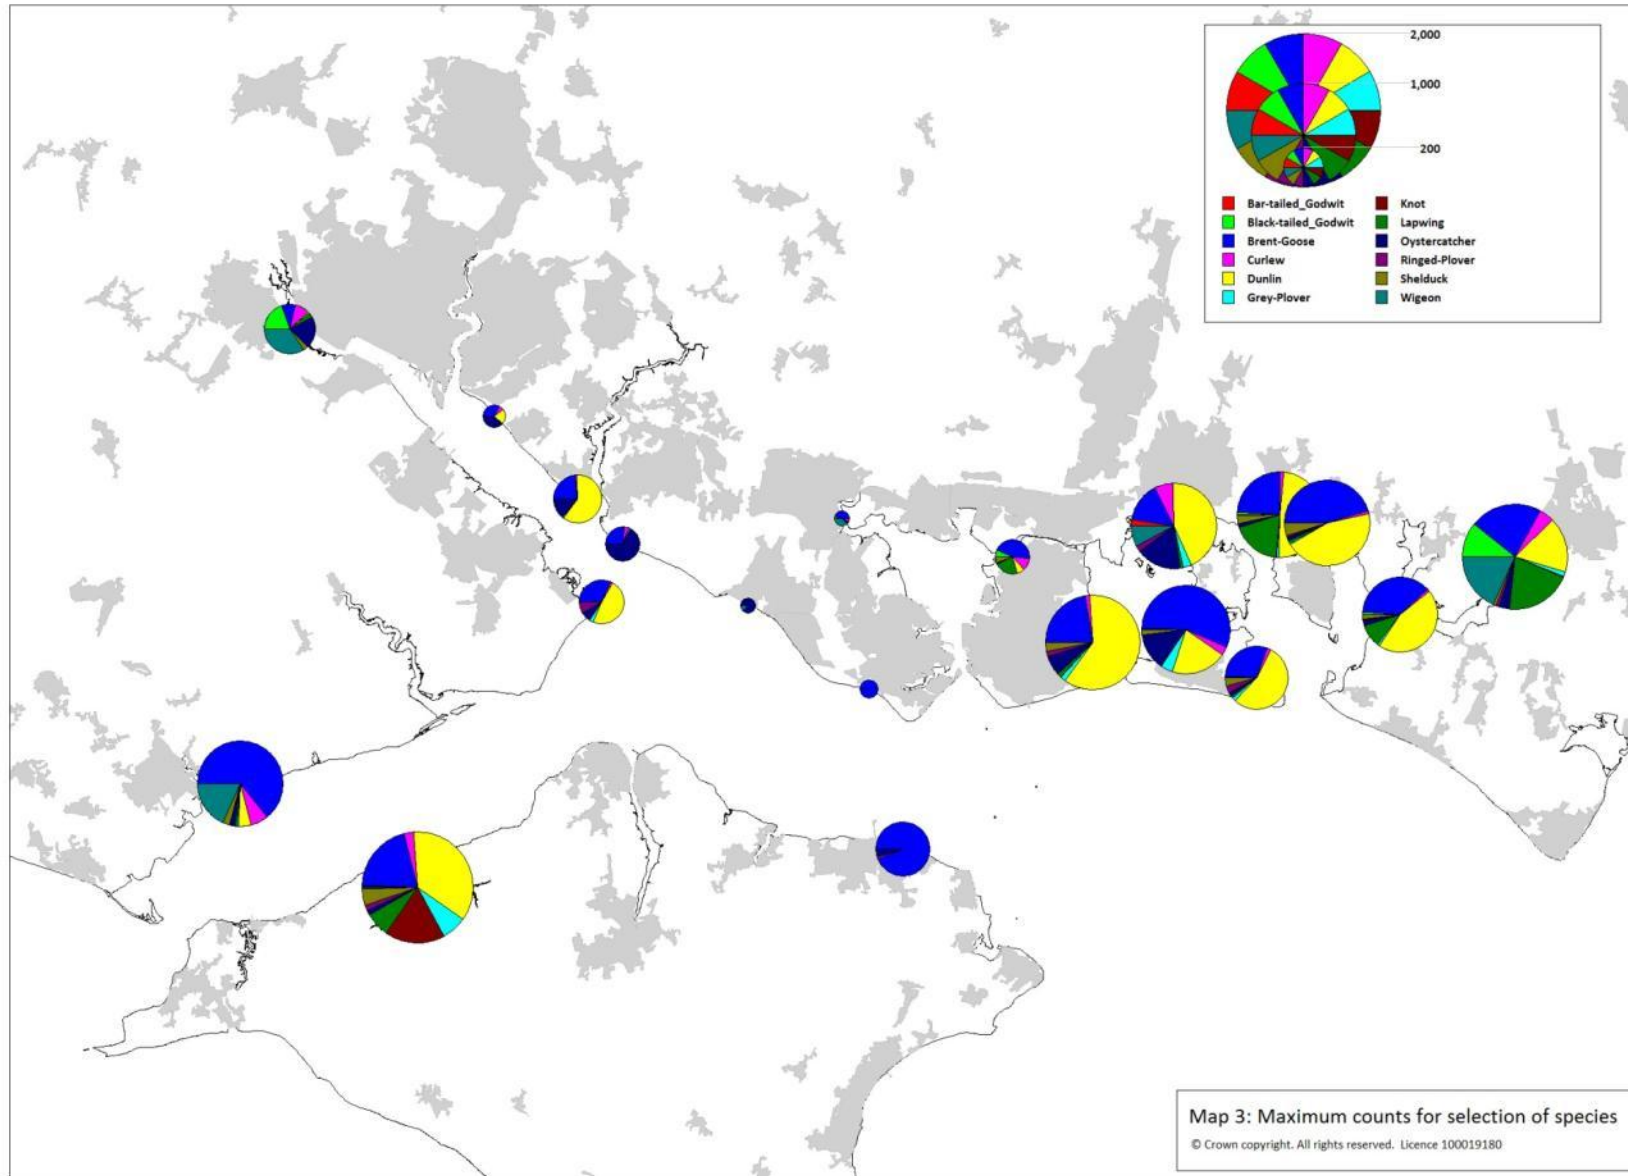 2,000
1,000
200
Bar-tailed_Godwit
Knot
Black-tailed_Godwit
Lapwing
Brent-Goose
Oystercatcher
Curlew
Ringed-Plover
Dunlin
Shelduck
Grey-Plover
Wigeon
Map 3: Maximum counts for selection of species
© Crown copyright. All rights reserved. Licence 100019180